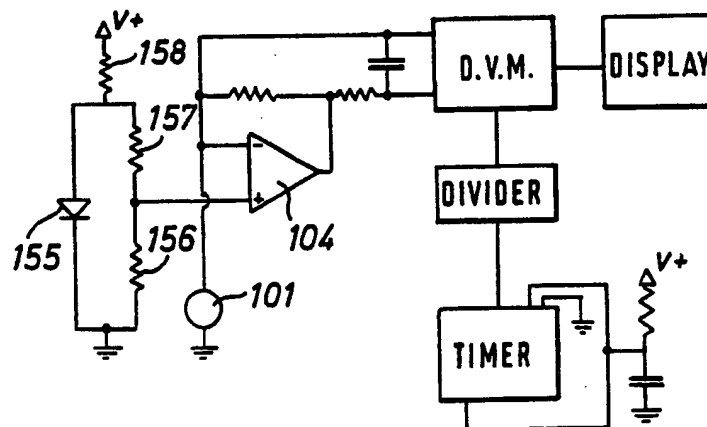 V+
158
157
155
156
-
+
104
101
D.V.M.
DISPLAY
DIVIDER
TIMER
V+